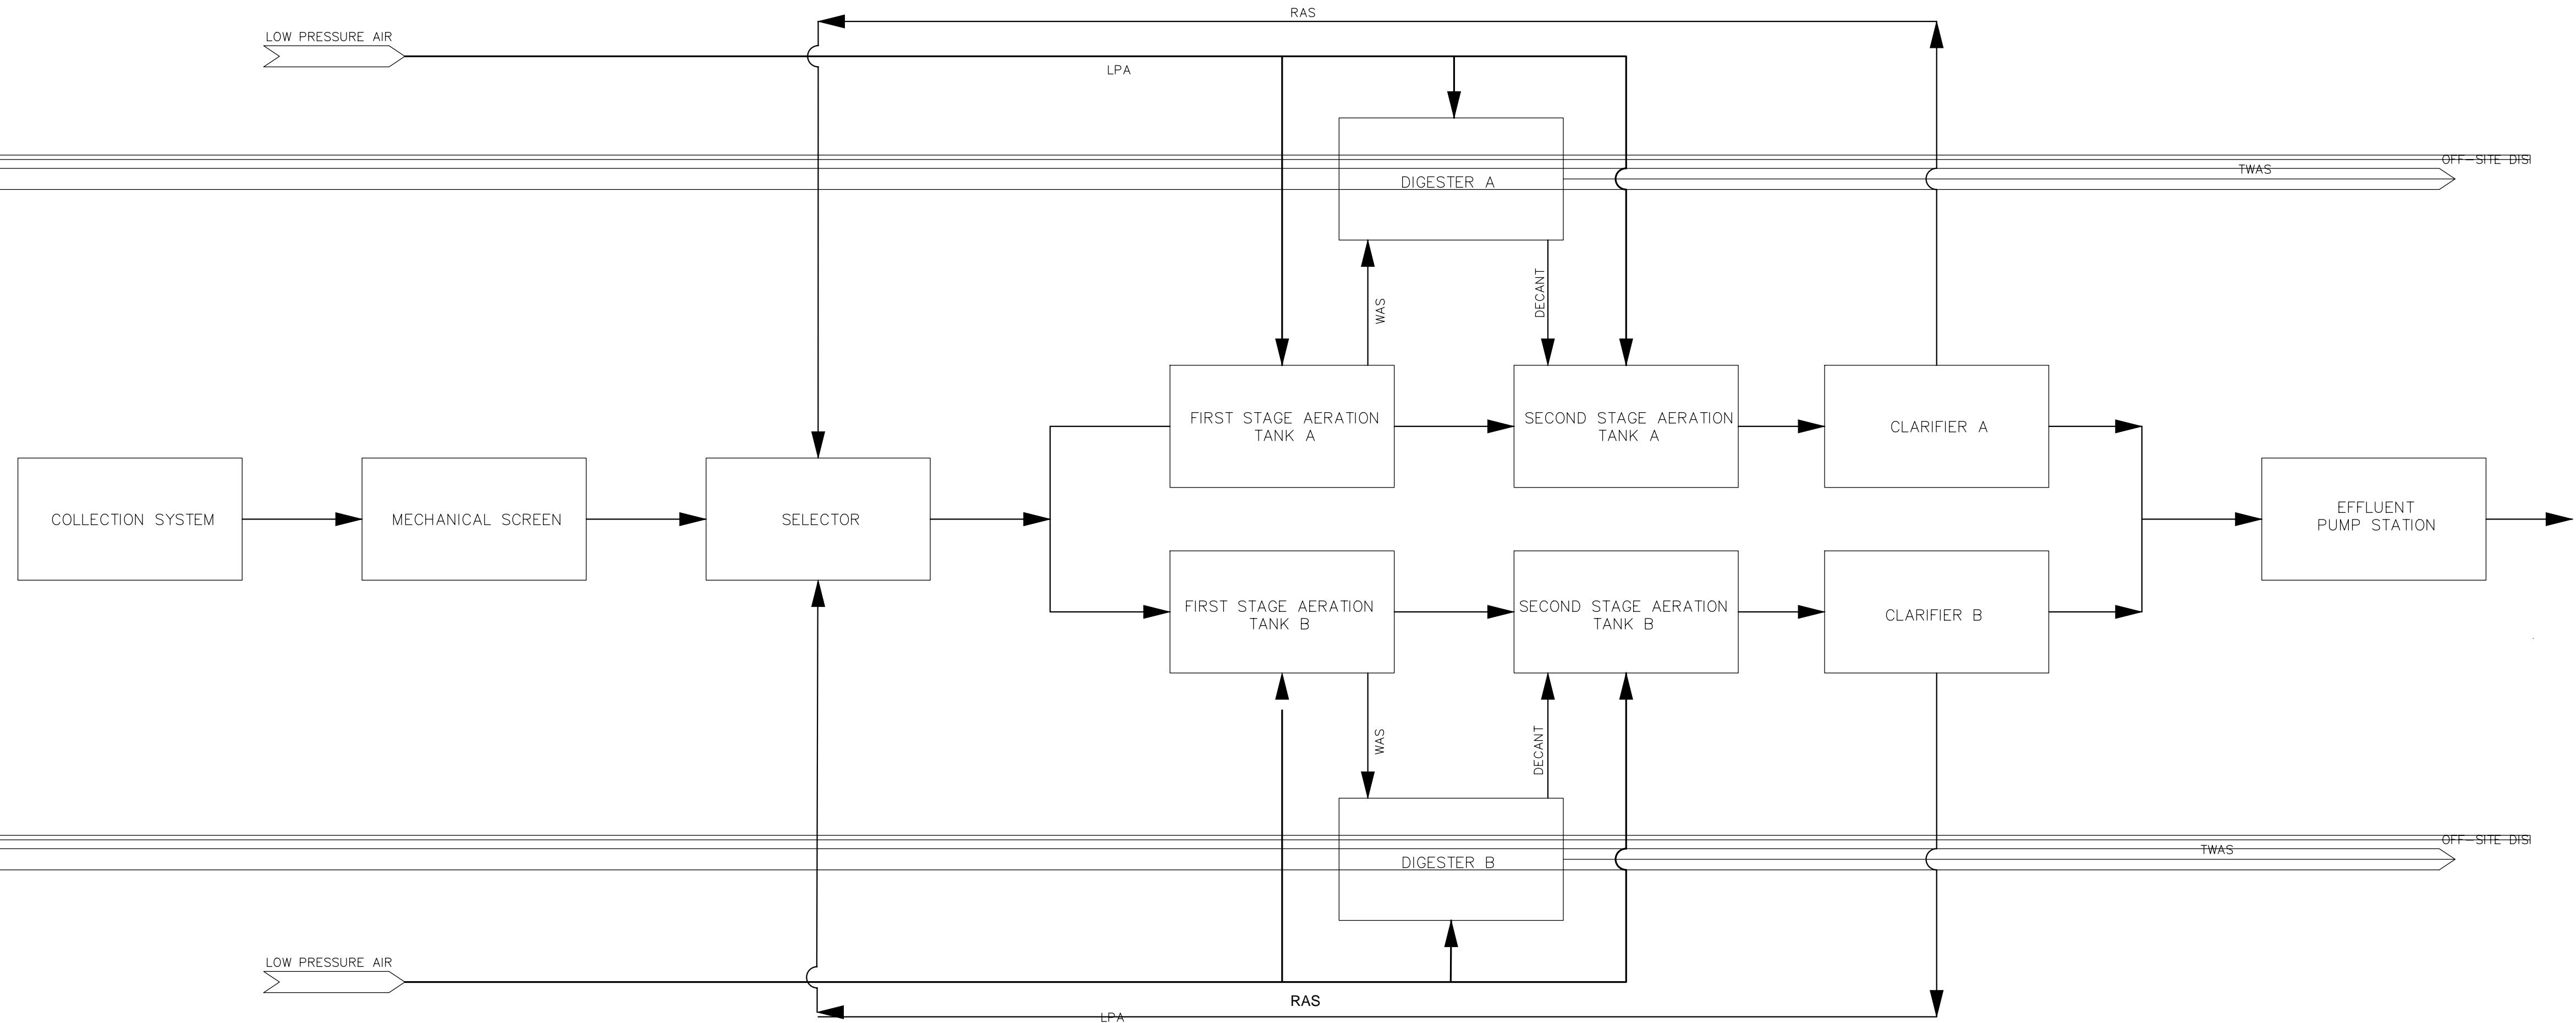 RAS
LOW PRESSURE AIR
LPA
OFF-SITE DISI
TWAS
DIGESTER A
WAS
DECANT
FIRST STAGE AERATION
TANK A
SECOND STAGE AERATION
TANK A
CLARIFIER A
COLLECTION SYSTEM
MECHANICAL SCREEN
SELECTOR
EFFLUENT
PUMP STATION
FIRST STAGE AERATION
TANK B
SECOND STAGE AERATION
TANK B
CLARIFIER B
WAS
DECANT
OFF-SITE DISI
TWAS
DIGESTER B
LOW PRESSURE AIR
RAS
LPA